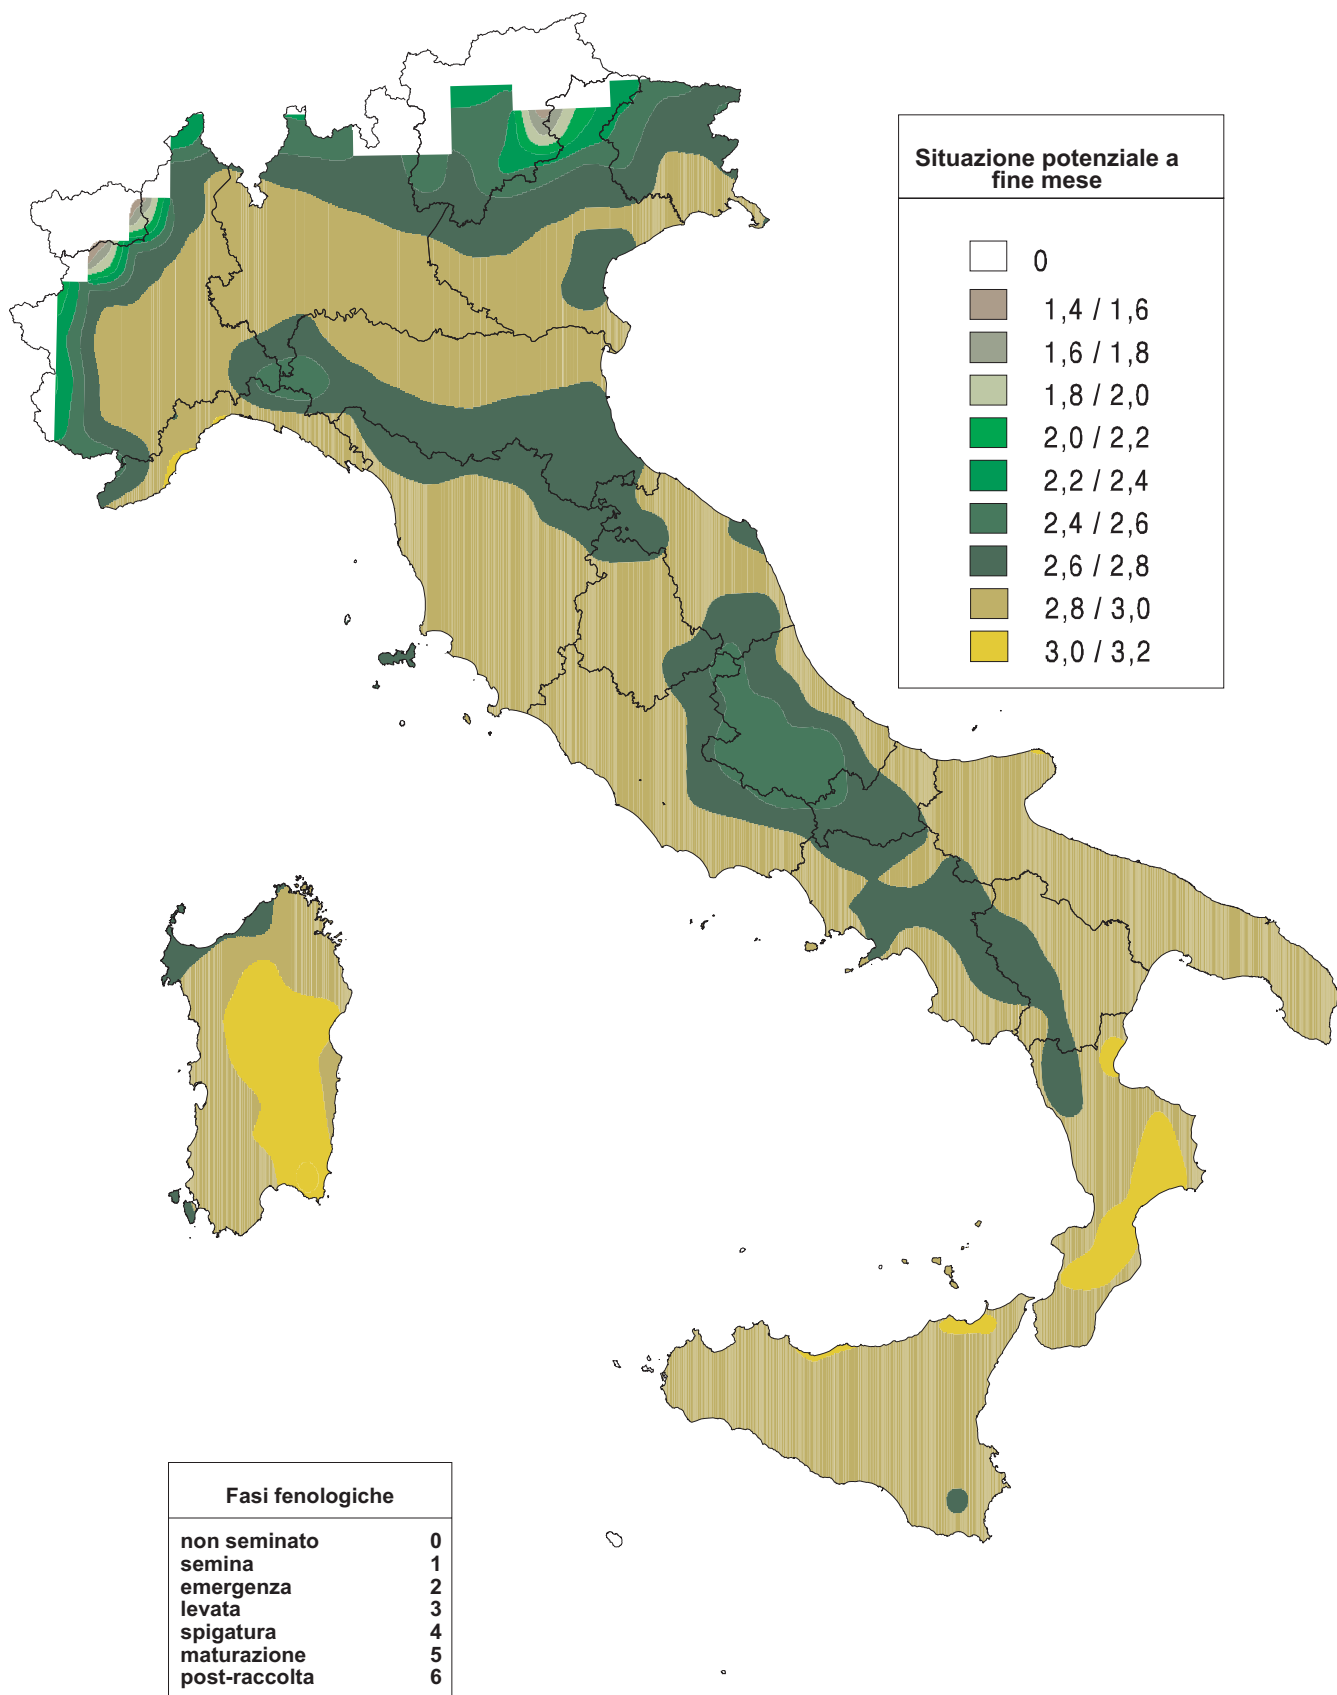 Situazione potenziale a
fine mese
0
1,4 / 1,6
1,6 / 1,8
1,8 / 2,0
2,0 / 2,2
2,2 / 2,4
2,4 / 2,6
2,6 / 2,8
2,8 / 3,0
3,0 / 3,2
Fasi fenologiche
non seminato 0
semina 1
emergenza 2
levata 3
spigatura 4
maturazione 5
post-raccolta 6